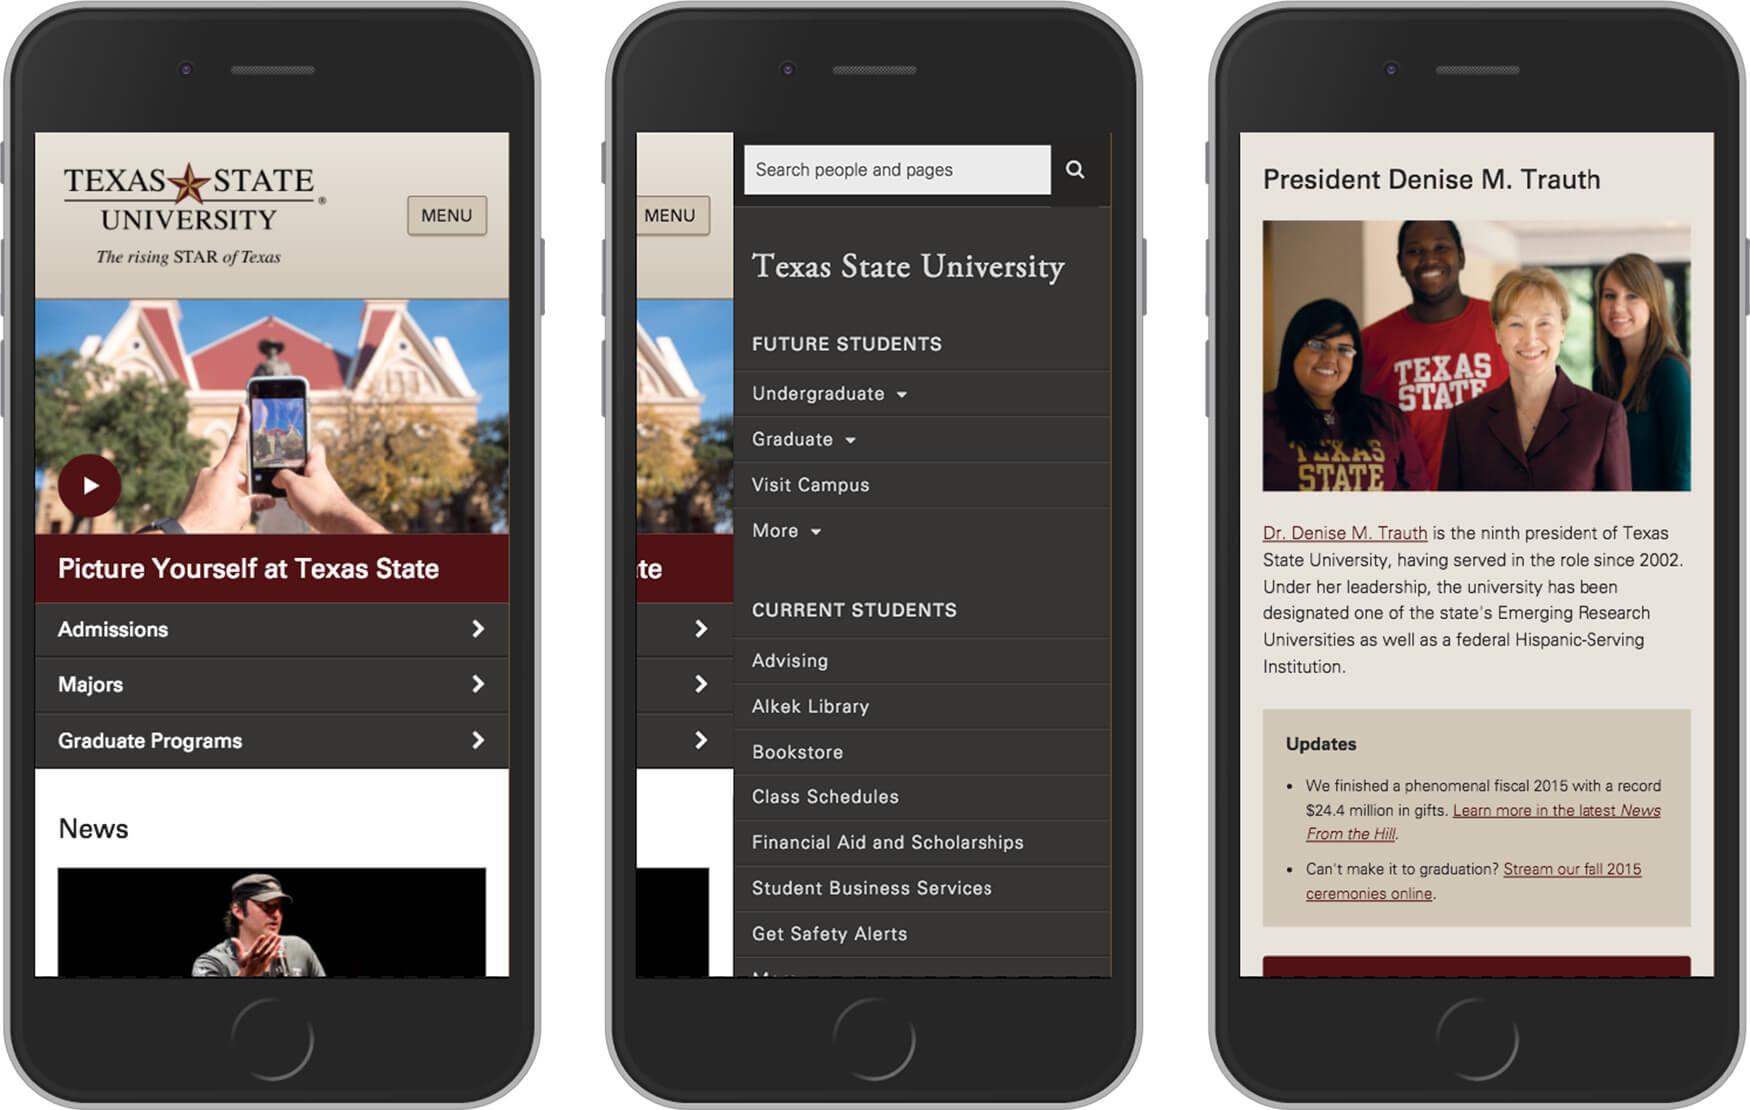 TEXAS STATE
UNIVERSITY ®
The rising STAR of Texas
MENU
Picture Yourself at Texas State
Admissions
Majors
Graduate Programs
News
MENU
te
Search people and pages
Texas State University
FUTURE STUDENTS
Undergraduate
Graduate
Visit Campus
More
CURRENT STUDENTS
Advising
Alkek Library
Bookstore
Class Schedules
Financial Aid and Scholarships
Student Business Services
Get Safety Alerts
President Denise M. Trauth
TEXAS
STATE
TEXAS
STATE
Dr. Denise M. Trauth is the ninth president of Texas
State University, having served in the role since 2002.
Under her leadership, the university has been
designated one of the state's Emerging Research
Universities as well as a federal Hispanic-Serving
Institution.
Updates
• We finished a phenomenal fiscal 2015 with a record
$24.4 million in gifts. Learn more in the latest News
From the Hill.
• Can't make it to graduation? Stream our fall 2015
ceremonies online.